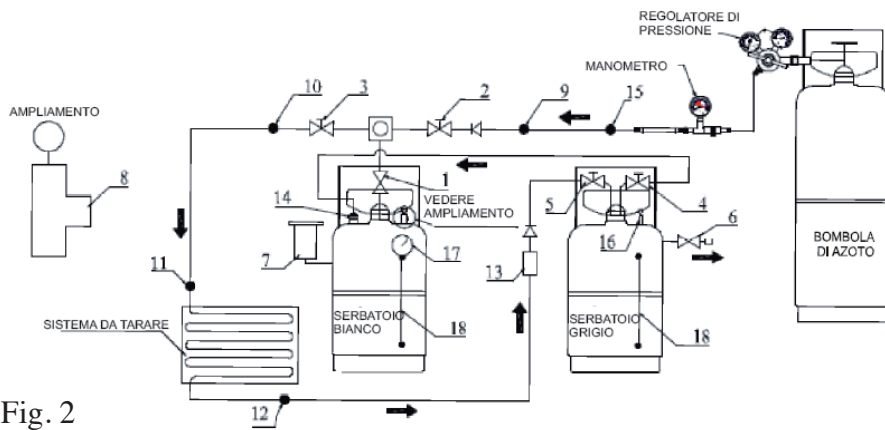 REGOLATORE DI
PRESSIONE
MANOMETRO
10
3
2
9
15
AMPLIAMENTO
8
14
1
VEDERE
AMPLIAMENTO
5
4
16
6
7
17
13
11
BOMBOLA
DI AZOTO
SISTEMA DA TARARE
SERBATOIO
BIANCO
18
SERBATOIO
GRIGIO
18
12
Fig. 2